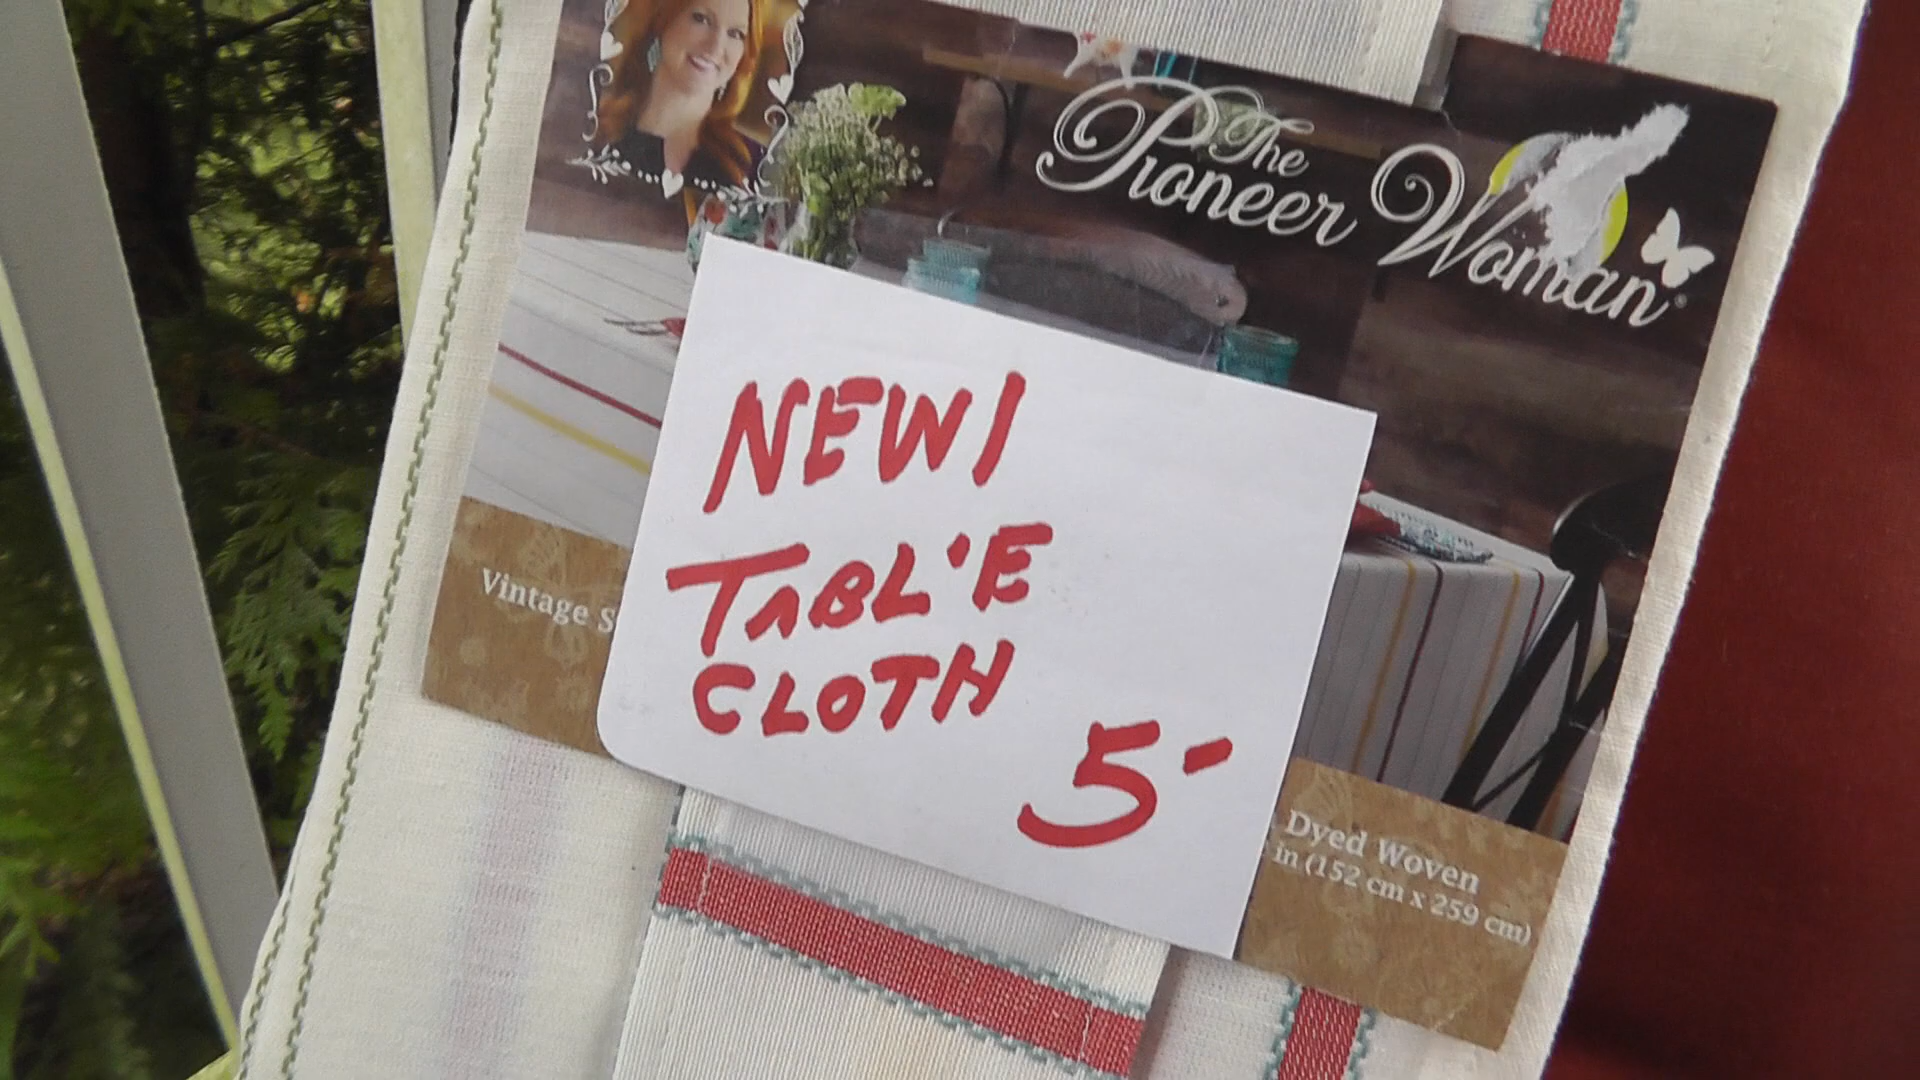 The
Pioneer Woman®
NEW!
TABL'E
CLOTH
5-
Vintage
Dyed Woven
in (152 cm x 259 cm)